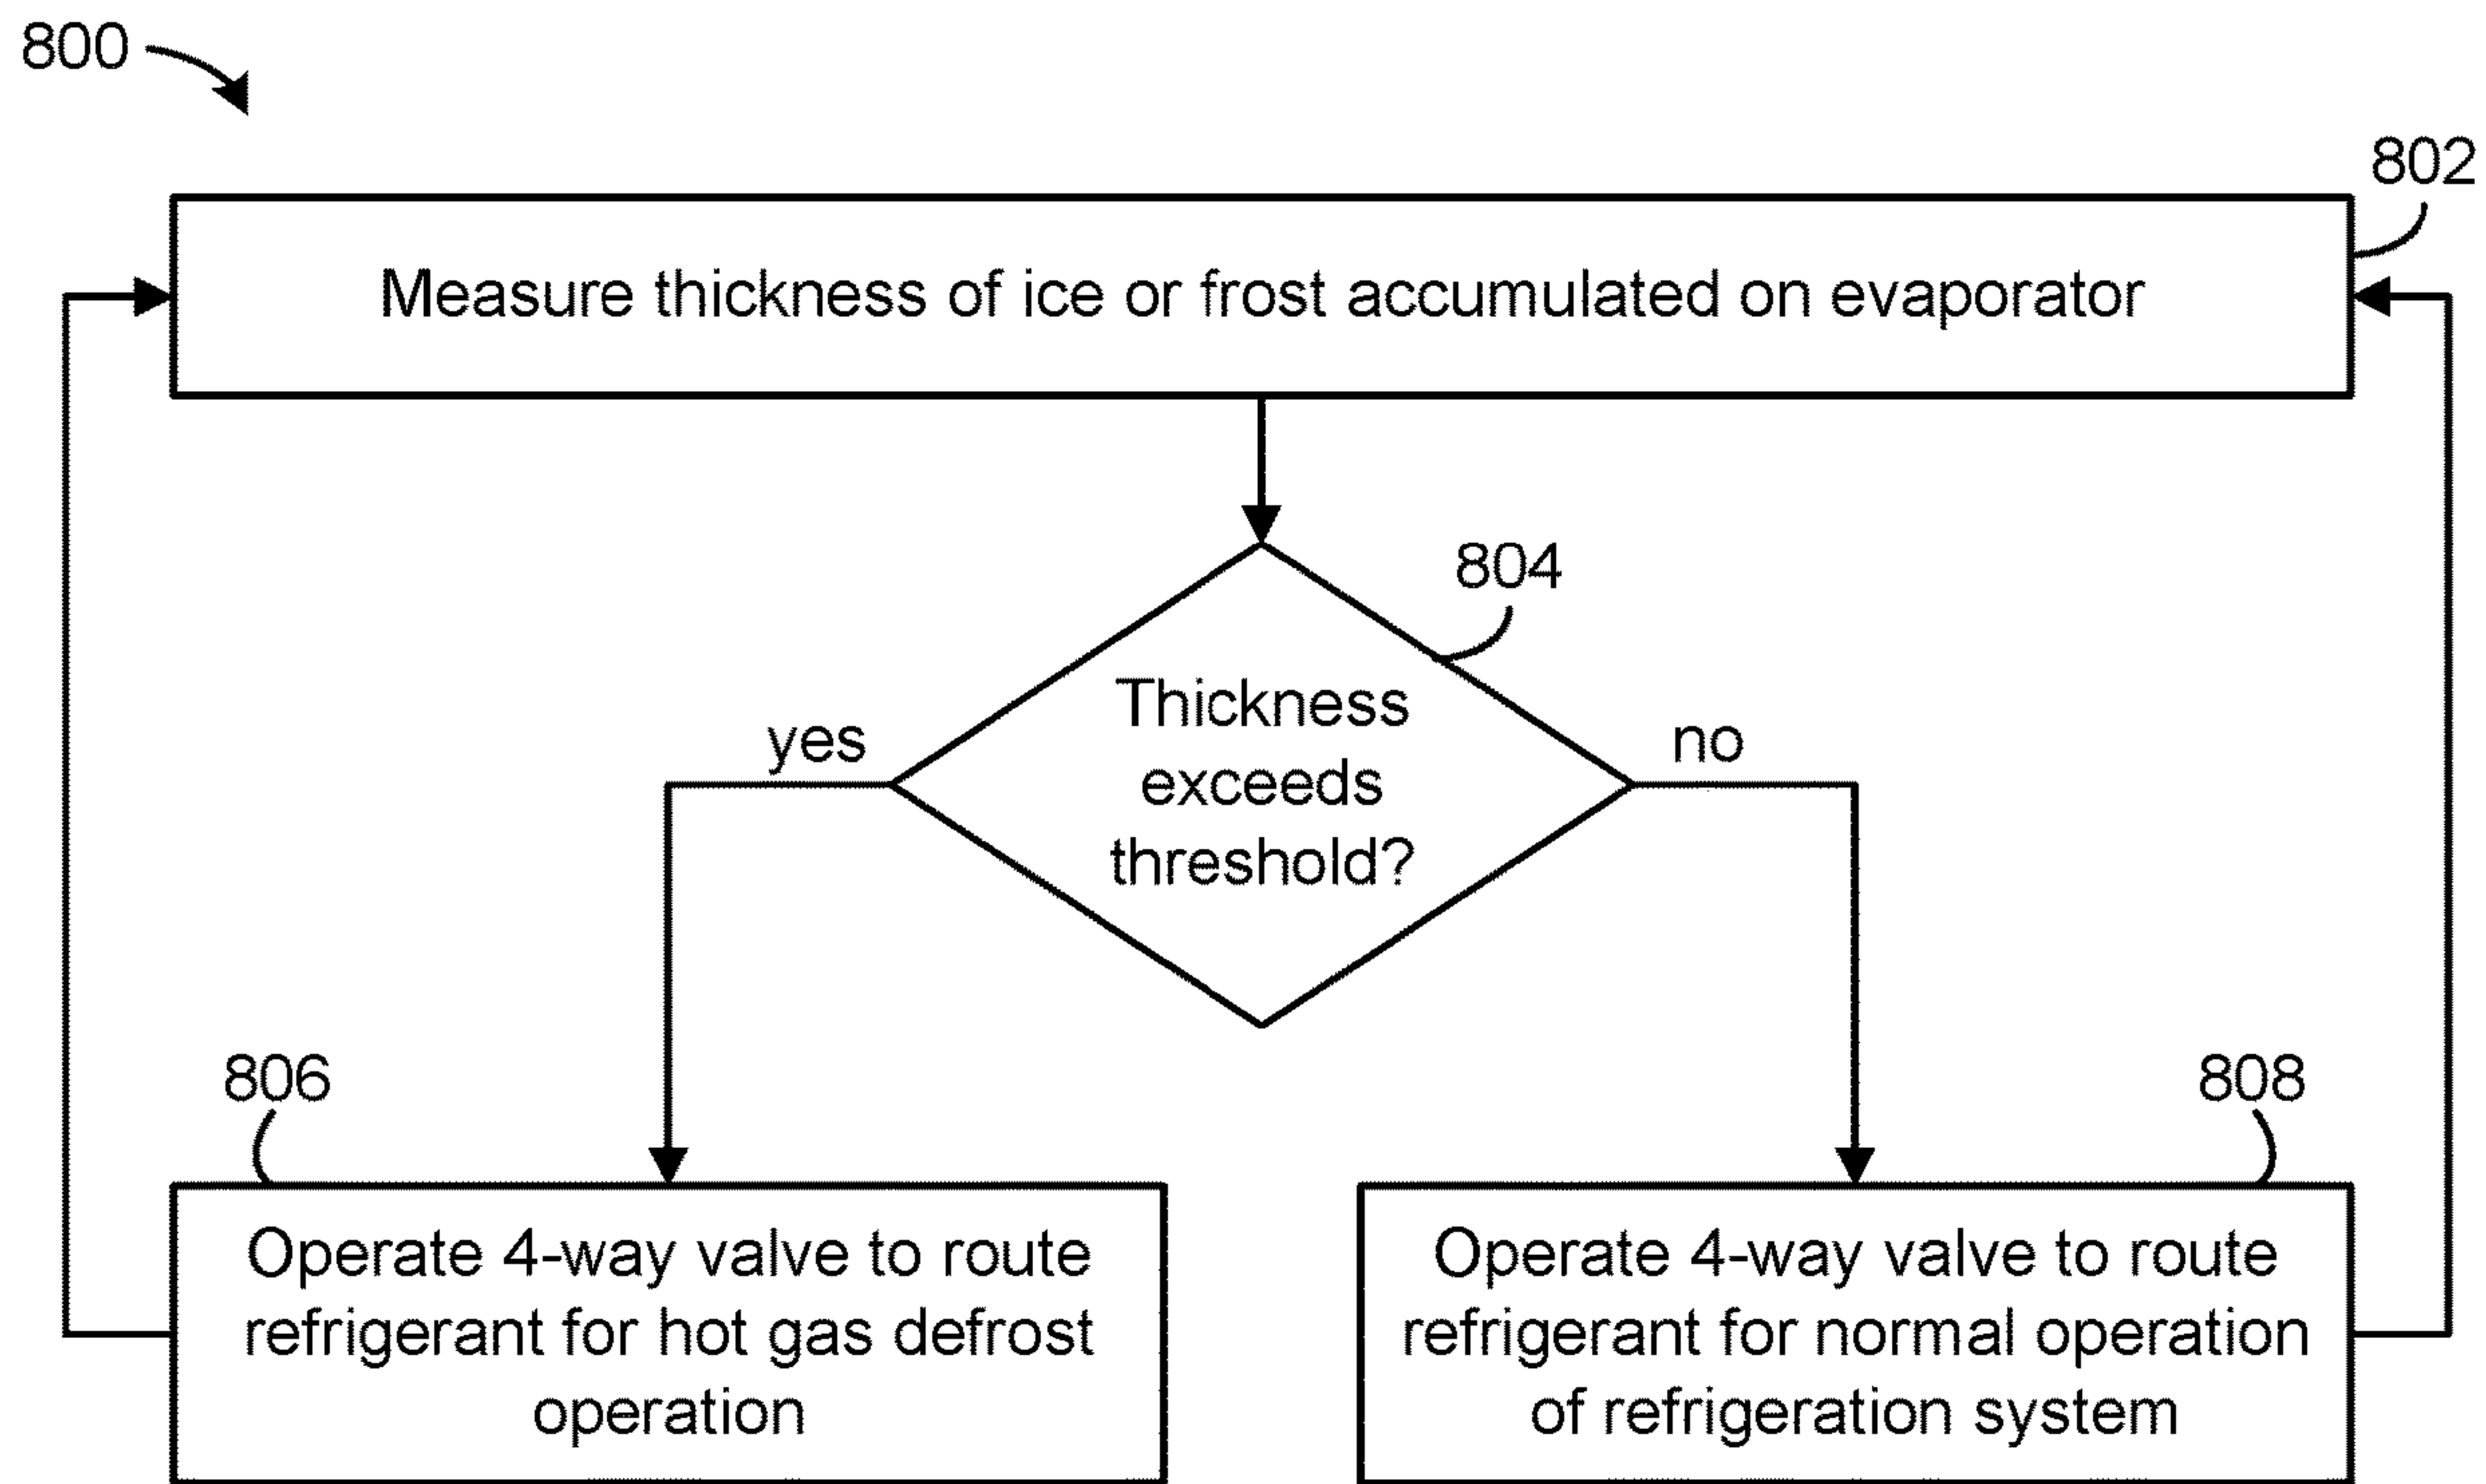 800
802
Measure thickness of ice or frost accumulated on evaporator
804
Thickness
exceeds
threshold?
yes
no
806
808
Operate 4-way valve to route
refrigerant for hot gas defrost
operation
Operate 4-way valve to route
refrigerant for normal operation
of refrigeration system